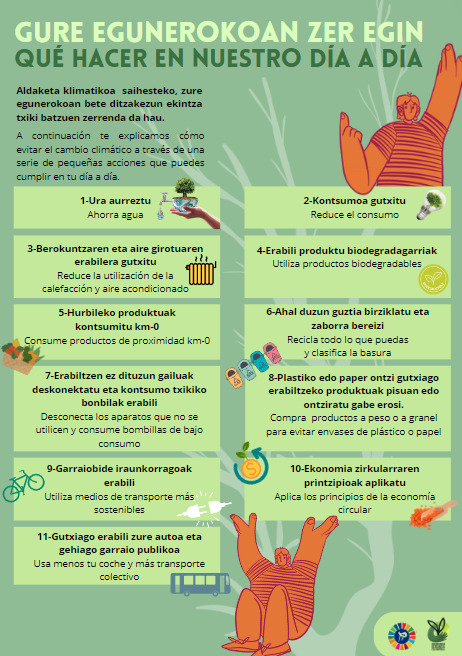 GURE EGUNEROKOAN ZER EGIN
QUÉ HACER EN NUESTRO DÍA A DÍA
Aldaketa klimatikoa saihesteko, zure
egunerokoan bete ditzakezun ekintza
txiki batzuen zerrenda da hau.
A continuación te explicamos cómo
evitar el cambio climático a través de una
serie de pequeñas acciones que puedes
cumplir en tu día a día.
1-Ura aurreztu
Ahorra agua
2-Kontsumoa gutxitu
Reduce el consumo
3-Berokuntzaren eta aire girotuaren
erabilera gutxitu
Reduce la utilización de la
calefacción y aire acondicionado
4-Erabili produktu biodegradagarriak
Utiliza productos biodegradables
5-Hurbileko produktuak
kontsumitu km-0
Consume productos de proximidad km-0
6-Ahal duzun guztia birziklatu eta
zaborra bereizi
Recicla todo lo que puedas
y clasifica la basura
7-Erabiltzen ez dituzun gailuak
deskonektatu eta kontsumo txikiko
bonbilak erabili
Desconecta los aparatos que no se
utilicen y consume bombillas de bajo
consumo
8-Plastiko edo paper ontzi gutxiago
erabiltzeko produktuak pisuan edo
ontziratu gabe erosi.
Compra productos a peso o a granel
para evitar envases de plástico o papel
9-Garraiobide iraunkorragoak
erabili
Utiliza medios de transporte más
sostenibles
10-Ekonomia zirkularraren
printzipioak aplikatu
Aplica los principios de la economía
circular
11-Gutxiago erabili zure autoa eta
gehiago garraio publikoa
Usa menos tu coche y más transporte
colectivo